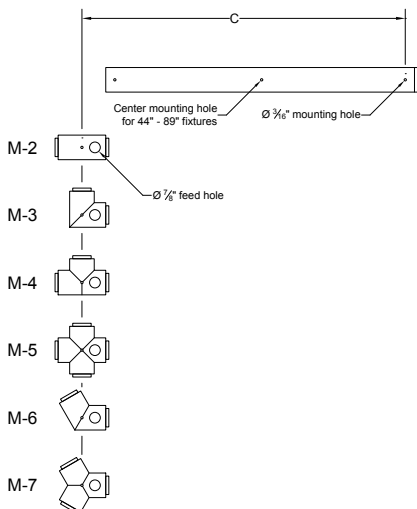 C
Center mounting hole
for 44" - 89" fixtures
Ø 3⁄16" mounting hole
M-2
Ø 7⁄8" feed hole
M-3
M-4
M-5
M-6
M-7